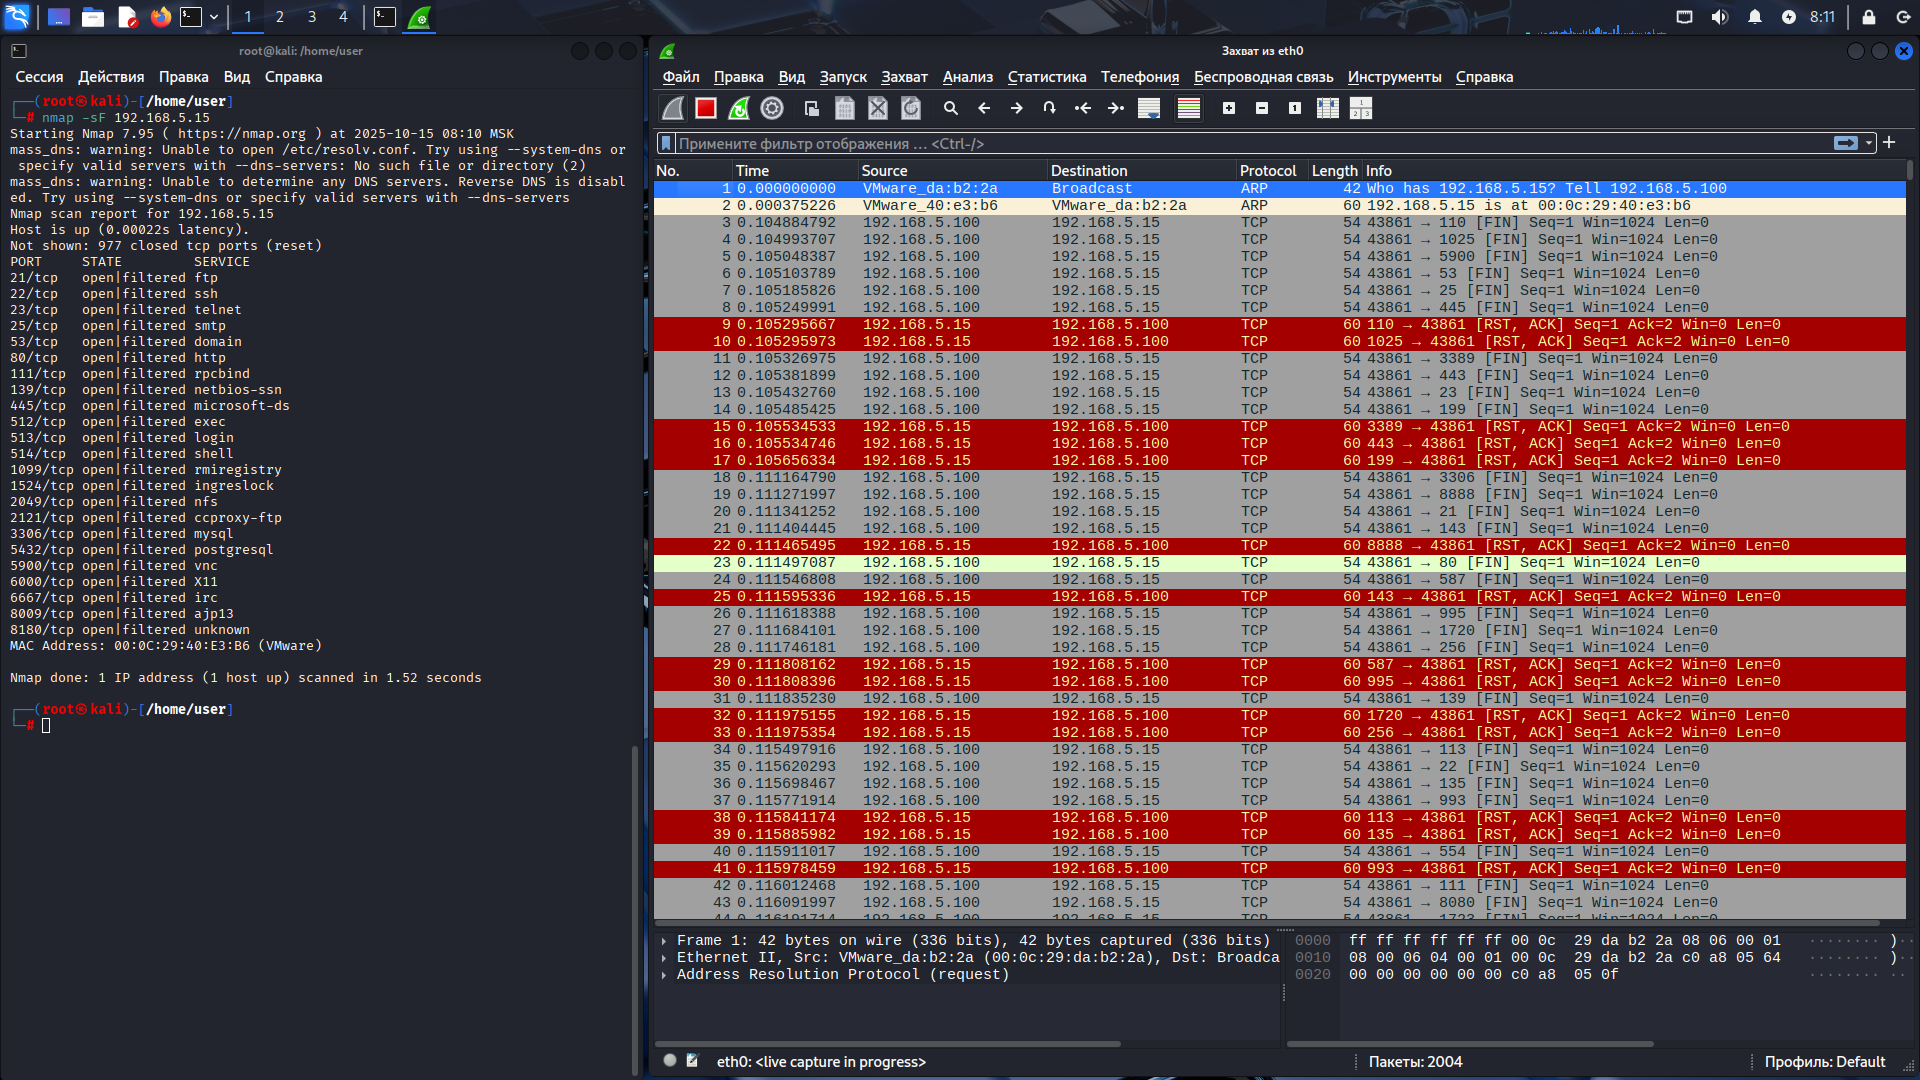 1 2 3 4 8:11
root@kali: /home/user
Сессия Действия Правка Вид Справка
┌──(root㉿kali)-[/home/user]
└─# nmap -sF 192.168.5.15
Starting Nmap 7.95 ( https://nmap.org ) at 2025-10-15 08:10 MSK
mass_dns: warning: Unable to open /etc/resolv.conf. Try using --system-dns or
specify valid servers with --dns-servers: No such file or directory (2)
mass_dns: warning: Unable to determine any DNS servers. Reverse DNS is disabl
ed. Try using --system-dns or specify valid servers with --dns-servers
Nmap scan report for 192.168.5.15
Host is up (0.00022s latency).
Not shown: 977 closed tcp ports (reset)
PORT STATE SERVICE
21/tcp open|filtered ftp
22/tcp open|filtered ssh
23/tcp open|filtered telnet
25/tcp open|filtered smtp
53/tcp open|filtered domain
80/tcp open|filtered http
111/tcp open|filtered rpcbind
139/tcp open|filtered netbios-ssn
445/tcp open|filtered microsoft-ds
512/tcp open|filtered exec
513/tcp open|filtered login
514/tcp open|filtered shell
1099/tcp open|filtered rmiregistry
1524/tcp open|filtered ingreslock
2049/tcp open|filtered nfs
2121/tcp open|filtered ccproxy-ftp
3306/tcp open|filtered mysql
5432/tcp open|filtered postgresql
5900/tcp open|filtered vnc
6000/tcp open|filtered X11
6667/tcp open|filtered irc
8009/tcp open|filtered ajp13
8180/tcp open|filtered unknown
MAC Address: 00:0C:29:40:E3:B6 (VMware)
Nmap done: 1 IP address (1 host up) scanned in 1.52 seconds
┌──(root㉿kali)-[/home/user]
└─#
Захват из eth0
Файл Правка Вид Запуск Захват Анализ Статистика Телефония Беспроводная связь Инструменты Справка
Примените фильтр отображения ... <Ctrl-/>
No. Time Source Destination Protocol Length Info
1 0.000000000 VMware_da:b2:2a Broadcast ARP 42 Who has 192.168.5.15? Tell 192.168.5.100
2 0.000375226 VMware_40:e3:b6 VMware_da:b2:2a ARP 60 192.168.5.15 is at 00:0c:29:40:e3:b6
3 0.104884792 192.168.5.100 192.168.5.15 TCP 54 43861 → 110 [FIN] Seq=1 Win=1024 Len=0
4 0.104993707 192.168.5.100 192.168.5.15 TCP 54 43861 → 1025 [FIN] Seq=1 Win=1024 Len=0
5 0.105048387 192.168.5.100 192.168.5.15 TCP 54 43861 → 5900 [FIN] Seq=1 Win=1024 Len=0
6 0.105103789 192.168.5.100 192.168.5.15 TCP 54 43861 → 53 [FIN] Seq=1 Win=1024 Len=0
7 0.105185826 192.168.5.100 192.168.5.15 TCP 54 43861 → 25 [FIN] Seq=1 Win=1024 Len=0
8 0.105249991 192.168.5.100 192.168.5.15 TCP 54 43861 → 445 [FIN] Seq=1 Win=1024 Len=0
9 0.105295667 192.168.5.15 192.168.5.100 TCP 60 110 → 43861 [RST, ACK] Seq=1 Ack=2 Win=0 Len=0
10 0.105295973 192.168.5.15 192.168.5.100 TCP 60 1025 → 43861 [RST, ACK] Seq=1 Ack=2 Win=0 Len=0
11 0.105326975 192.168.5.100 192.168.5.15 TCP 54 43861 → 3389 [FIN] Seq=1 Win=1024 Len=0
12 0.105381899 192.168.5.100 192.168.5.15 TCP 54 43861 → 443 [FIN] Seq=1 Win=1024 Len=0
13 0.105432760 192.168.5.100 192.168.5.15 TCP 54 43861 → 23 [FIN] Seq=1 Win=1024 Len=0
14 0.105485425 192.168.5.100 192.168.5.15 TCP 54 43861 → 199 [FIN] Seq=1 Win=1024 Len=0
15 0.105534533 192.168.5.15 192.168.5.100 TCP 60 3389 → 43861 [RST, ACK] Seq=1 Ack=2 Win=0 Len=0
16 0.105534746 192.168.5.15 192.168.5.100 TCP 60 443 → 43861 [RST, ACK] Seq=1 Ack=2 Win=0 Len=0
17 0.105656334 192.168.5.15 192.168.5.100 TCP 60 199 → 43861 [RST, ACK] Seq=1 Ack=2 Win=0 Len=0
18 0.111164790 192.168.5.100 192.168.5.15 TCP 54 43861 → 3306 [FIN] Seq=1 Win=1024 Len=0
19 0.111271997 192.168.5.100 192.168.5.15 TCP 54 43861 → 8888 [FIN] Seq=1 Win=1024 Len=0
20 0.111341252 192.168.5.100 192.168.5.15 TCP 54 43861 → 21 [FIN] Seq=1 Win=1024 Len=0
21 0.111404445 192.168.5.100 192.168.5.15 TCP 54 43861 → 143 [FIN] Seq=1 Win=1024 Len=0
22 0.111465495 192.168.5.15 192.168.5.100 TCP 60 8888 → 43861 [RST, ACK] Seq=1 Ack=2 Win=0 Len=0
23 0.111497087 192.168.5.100 192.168.5.15 TCP 54 43861 → 80 [FIN] Seq=1 Win=1024 Len=0
24 0.111546808 192.168.5.100 192.168.5.15 TCP 54 43861 → 587 [FIN] Seq=1 Win=1024 Len=0
25 0.111595336 192.168.5.15 192.168.5.100 TCP 60 143 → 43861 [RST, ACK] Seq=1 Ack=2 Win=0 Len=0
26 0.111618388 192.168.5.100 192.168.5.15 TCP 54 43861 → 995 [FIN] Seq=1 Win=1024 Len=0
27 0.111684101 192.168.5.100 192.168.5.15 TCP 54 43861 → 1720 [FIN] Seq=1 Win=1024 Len=0
28 0.111746181 192.168.5.100 192.168.5.15 TCP 54 43861 → 256 [FIN] Seq=1 Win=1024 Len=0
29 0.111808162 192.168.5.15 192.168.5.100 TCP 60 587 → 43861 [RST, ACK] Seq=1 Ack=2 Win=0 Len=0
30 0.111808396 192.168.5.15 192.168.5.100 TCP 60 995 → 43861 [RST, ACK] Seq=1 Ack=2 Win=0 Len=0
31 0.111835230 192.168.5.100 192.168.5.15 TCP 54 43861 → 139 [FIN] Seq=1 Win=1024 Len=0
32 0.111975155 192.168.5.15 192.168.5.100 TCP 60 1720 → 43861 [RST, ACK] Seq=1 Ack=2 Win=0 Len=0
33 0.111975354 192.168.5.15 192.168.5.100 TCP 60 256 → 43861 [RST, ACK] Seq=1 Ack=2 Win=0 Len=0
34 0.115497916 192.168.5.100 192.168.5.15 TCP 54 43861 → 113 [FIN] Seq=1 Win=1024 Len=0
35 0.115620293 192.168.5.100 192.168.5.15 TCP 54 43861 → 22 [FIN] Seq=1 Win=1024 Len=0
36 0.115698467 192.168.5.100 192.168.5.15 TCP 54 43861 → 135 [FIN] Seq=1 Win=1024 Len=0
37 0.115771914 192.168.5.100 192.168.5.15 TCP 54 43861 → 993 [FIN] Seq=1 Win=1024 Len=0
38 0.115841174 192.168.5.15 192.168.5.100 TCP 60 113 → 43861 [RST, ACK] Seq=1 Ack=2 Win=0 Len=0
39 0.115885982 192.168.5.15 192.168.5.100 TCP 60 135 → 43861 [RST, ACK] Seq=1 Ack=2 Win=0 Len=0
40 0.115911017 192.168.5.100 192.168.5.15 TCP 54 43861 → 554 [FIN] Seq=1 Win=1024 Len=0
41 0.115978459 192.168.5.15 192.168.5.100 TCP 60 993 → 43861 [RST, ACK] Seq=1 Ack=2 Win=0 Len=0
42 0.116012468 192.168.5.100 192.168.5.15 TCP 54 43861 → 111 [FIN] Seq=1 Win=1024 Len=0
43 0.116091997 192.168.5.100 192.168.5.15 TCP 54 43861 → 8080 [FIN] Seq=1 Win=1024 Len=0
44 0.116191714 192.168.5.100 192.168.5.15 TCP 54 43861 → 1723 [FIN] Seq=1 Win=1024 Len=0
Frame 1: 42 bytes on wire (336 bits), 42 bytes captured (336 bits)
Ethernet II, Src: VMware_da:b2:2a (00:0c:29:da:b2:2a), Dst: Broadca
Address Resolution Protocol (request)
0000 ff ff ff ff ff ff 00 0c 29 da b2 2a 08 06 00 01 ········ )··
0010 08 00 06 04 00 01 00 0c 29 da b2 2a c0 a8 05 64 ········ )··
0020 00 00 00 00 00 00 c0 a8 05 0f ········ ··
eth0: <live capture in progress>
Пакеты: 2004
Профиль: Default